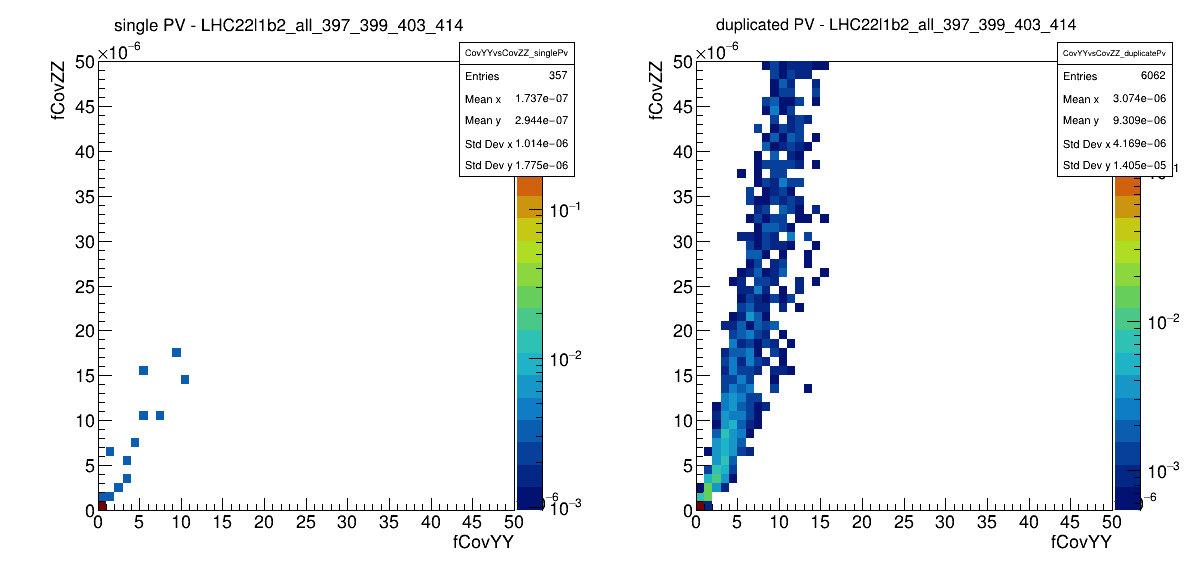 single PV - LHC22l1b2_all_397_399_403_414
×10⁻⁶
fCovZZ
50
45
40
35
30
25
20
15
10
5
0
0 5 10 15 20 25 30 35 40 45 50
fCovYY
CovYYvsCovZZ_singlePv
Entries 357
Mean x 1.737e−07
Mean y 2.944e−07
Std Dev x 1.014e−06
Std Dev y 1.775e−06
10⁻¹
10⁻²
10⁻³
duplicated PV - LHC22l1b2_all_397_399_403_414
×10⁻⁶
fCovZZ
50
45
40
35
30
25
20
15
10
5
0
0 5 10 15 20 25 30 35 40 45 50
fCovYY
CovYYvsCovZZ_duplicatePv
Entries 6062
Mean x 3.074e−06
Mean y 9.309e−06
Std Dev x 4.169e−06
Std Dev y 1.405e−05
10⁻²
10⁻³